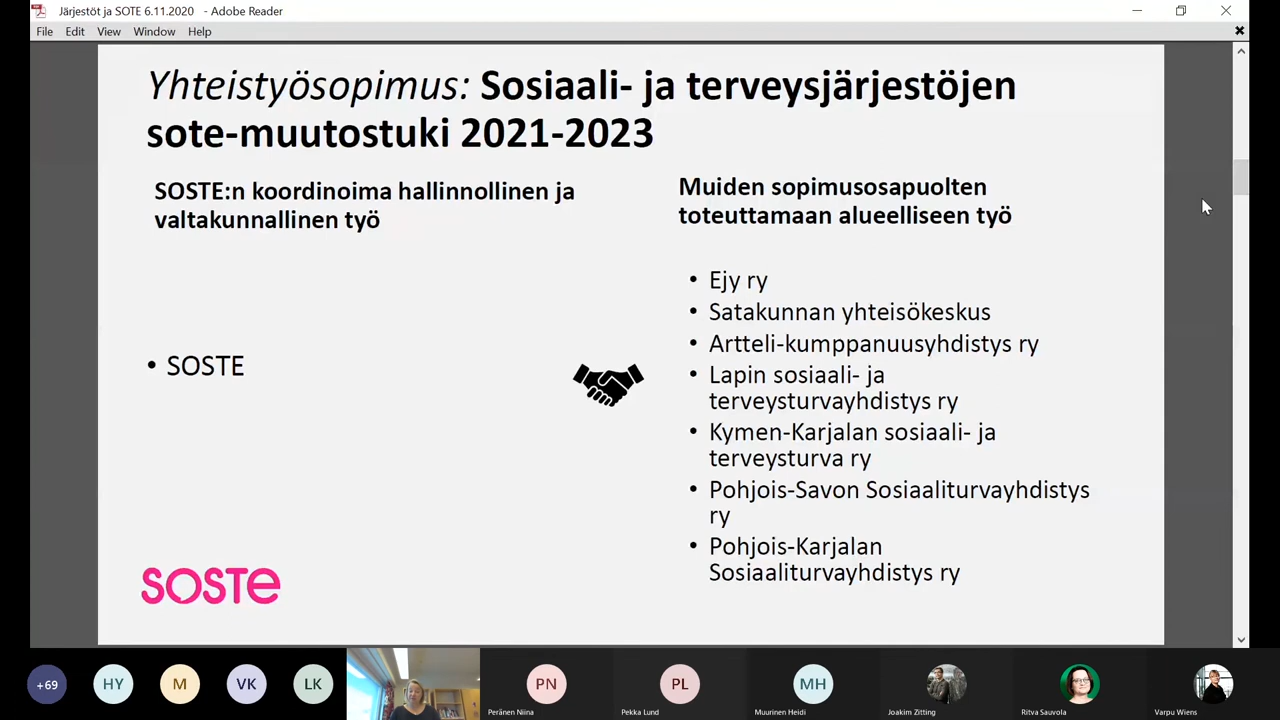 Järjestöt ja SOTE 6.11.2020 - Adobe Reader
File Edit View Window Help
Yhteistyösopimus: Sosiaali- ja terveysjärjestöjen
sote-muutostuki 2021-2023
SOSTE:n koordinoima hallinnollinen ja
valtakunnallinen työ
• SOSTE
Muiden sopimusosapuolten
toteuttamaan alueelliseen työ
• Ejy ry
• Satakunnan yhteisökeskus
• Artteli-kumppanuusyhdistys ry
• Lapin sosiaali- ja
terveysturvayhdistys ry
• Kymen-Karjalan sosiaali- ja
terveysturva ry
• Pohjois-Savon Sosiaaliturvayhdistys
ry
• Pohjois-Karjalan
Sosiaaliturvayhdistys ry
SOSTE
+69 HY M VK LK PN PL MH
Peränen Niina Pekka Lund Muurinen Heidi Joakim Zitting Ritva Sauvola Varpu Wiens